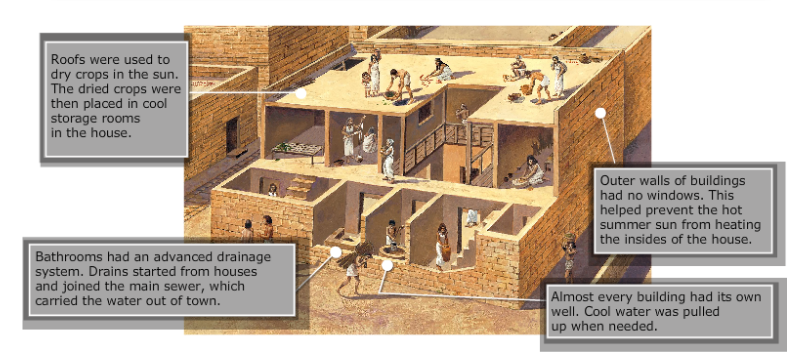 Roofs were used to
dry crops in the sun.
The dried crops were
then placed in cool
storage rooms
in the house.
Outer walls of buildings
had no windows. This
helped prevent the hot
summer sun from heating
the insides of the house.
Bathrooms had an advanced drainage
system. Drains started from houses
and joined the main sewer, which
carried the water out of town.
Almost every building had its own
well. Cool water was pulled
up when needed.